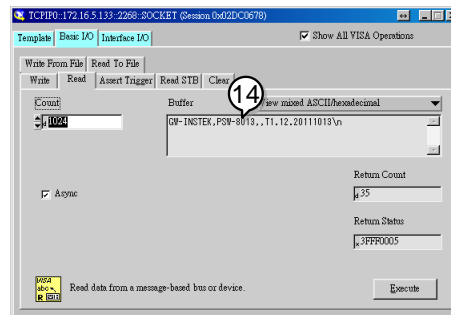 TCPIP0::172.16.5.133::2268::SOCKET (Session 0x02DC0678)
Template Basic I/O Interface I/O
Show All VISA Operations
Write From File Read To File
Write Read Assert Trigger Read STB Clear
14
Count
Buffer
iew mixed ASCII/hexadecimal
d 1024
GW-INSTEK,PSW-8013,,T1.12.20111013\n
Return Count
d 35
Async
Return Status
x 3FFF0005
VISA
abc
R
Read data from a message-based bus or device.
Execute